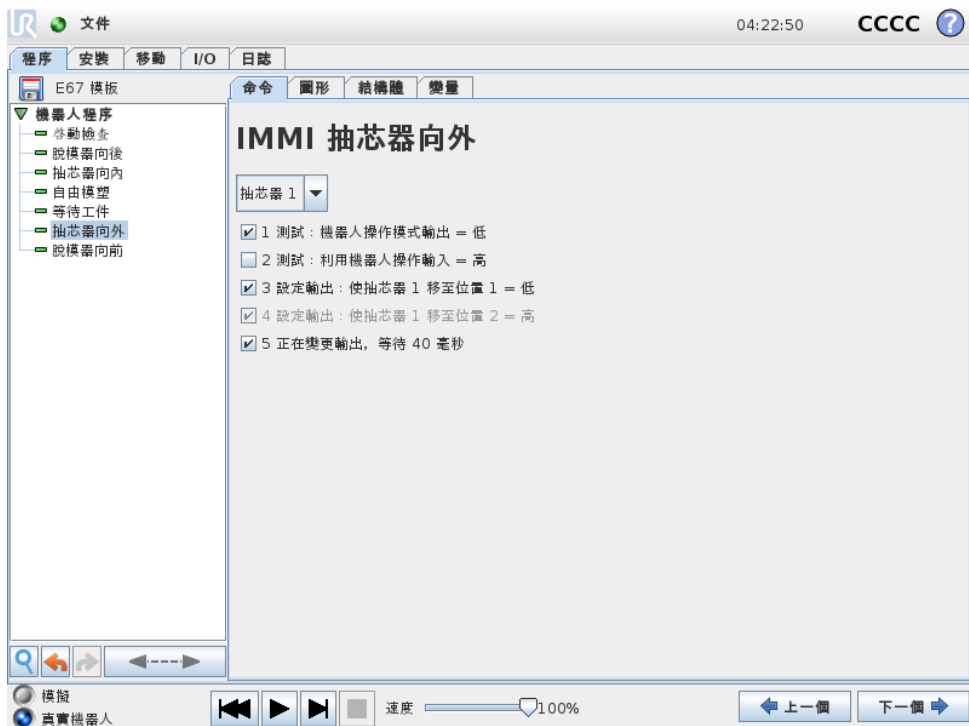 文件
04:22:50
CCCC
?
程序 安裝 移動 I/O 日誌
E67 模板
命令 圖形 結構體 變量
機器人程序
啓動檢查
脫模器向後
抽芯器向內
自由模塑
等待工件
抽芯器向外
脫模器向前
IMMI 抽芯器向外
抽芯器 1
1 測試：機器人操作模式輸出 = 低
2 測試：利用機器人操作輸入 = 高
3 設定輸出：使抽芯器 1 移至位置 1 = 低
4 設定輸出：使抽芯器 1 移至位置 2 = 高
5 正在變更輸出, 等待 40 毫秒
模擬
真實機器人
速度
100%
上一個
下一個